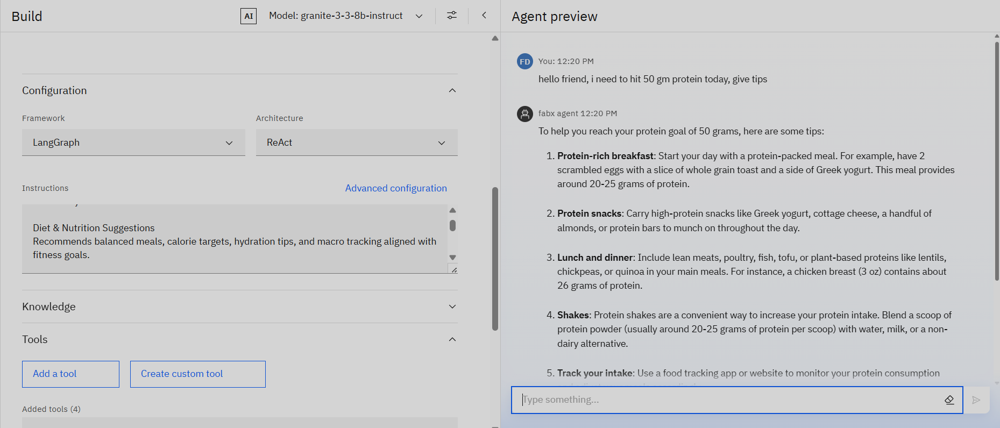 Build
AI
Model: granite-3-3-8b-instruct
Configuration
Framework
Architecture
LangGraph
ReAct
Instructions
Advanced configuration
Diet & Nutrition Suggestions
Recommends balanced meals, calorie targets, hydration tips, and macro tracking aligned with
fitness goals.
Knowledge
Tools
Add a tool
Create custom tool
Added tools (4)
Agent preview
FD
You: 12:20 PM
hello friend, i need to hit 50 gm protein today, give tips
fabx agent 12:20 PM
To help you reach your protein goal of 50 grams, here are some tips:
1. Protein-rich breakfast: Start your day with a protein-packed meal. For example, have 2
scrambled eggs with a slice of whole grain toast and a side of Greek yogurt. This meal provides
around 20-25 grams of protein.
2. Protein snacks: Carry high-protein snacks like Greek yogurt, cottage cheese, a handful of
almonds, or protein bars to munch on throughout the day.
3. Lunch and dinner: Include lean meats, poultry, fish, tofu, or plant-based proteins like lentils,
chickpeas, or quinoa in your main meals. For instance, a chicken breast (3 oz) contains about
26 grams of protein.
4. Shakes: Protein shakes are a convenient way to increase your protein intake. Blend a scoop of
protein powder (usually around 20-25 grams of protein per scoop) with water, milk, or a non-
dairy alternative.
5. Track your intake: Use a food tracking app or website to monitor your protein consumption
Type something...